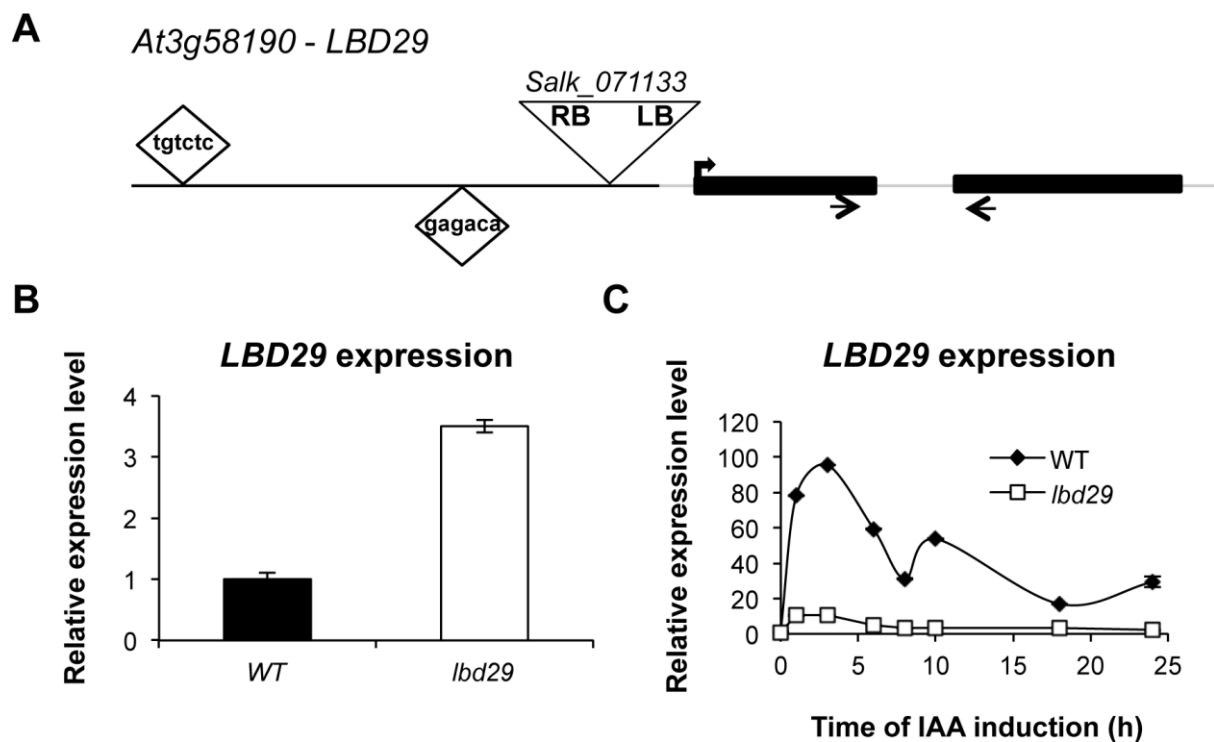 A
At3g58190 - LBD29
Salk_071133
RB LB
tgtctc
gagaca
B
LBD29 expression
Relative expression level
4
3
2
1
0
WT
lbd29
C
LBD29 expression
Relative expression level
120
100
80
60
40
20
0
WT
lbd29
0 5 10 15 20 25
Time of IAA induction (h)